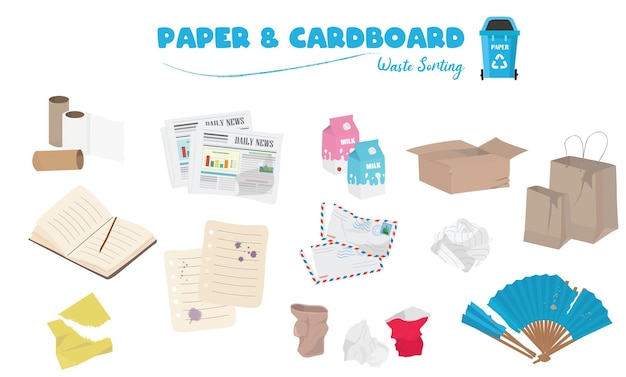 PAPER & CARDBOARD
Waste Sorting
PAPER
DAILY NEWS
DAILY NEWS
MILK
MILK